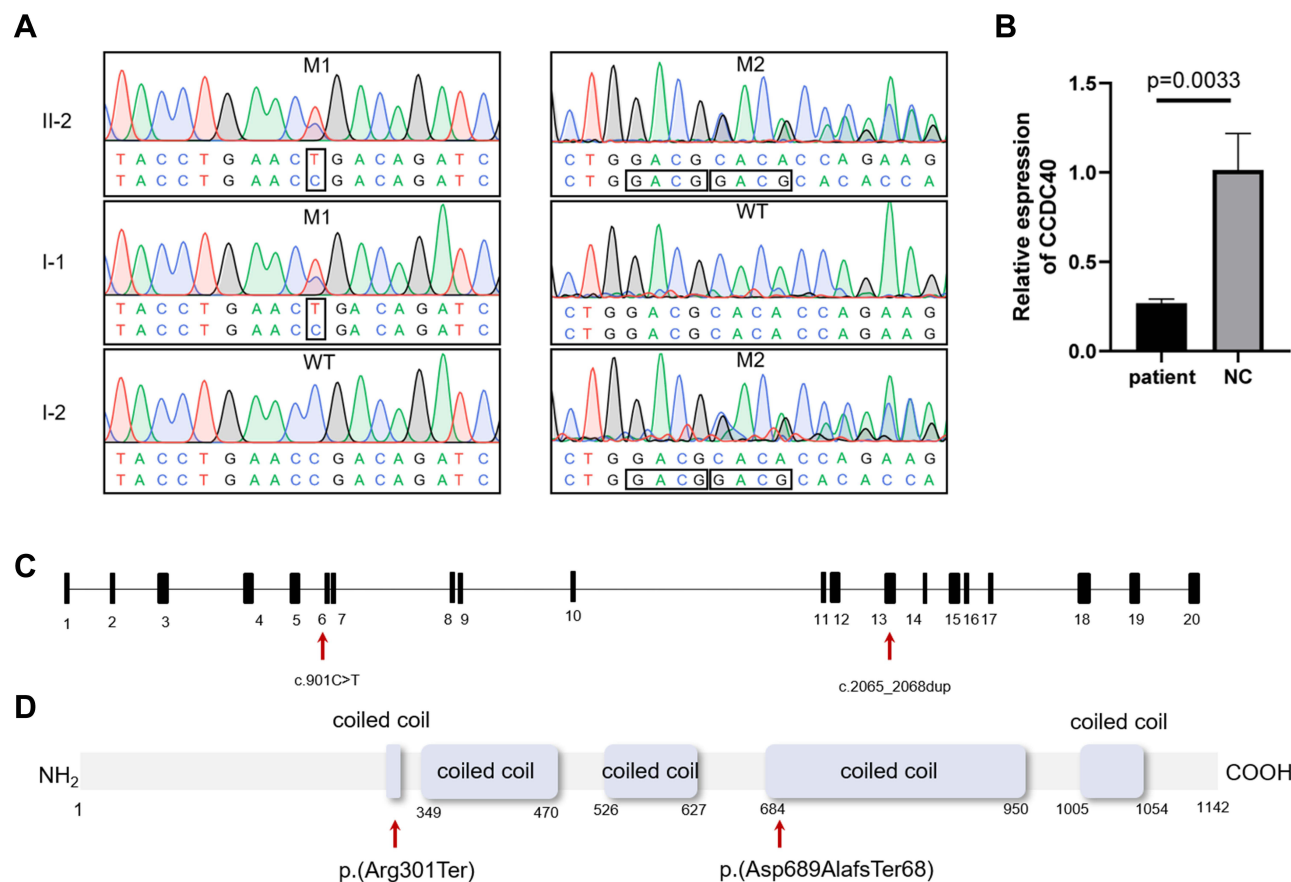 A
M1
II-2
T A C C T G A A C T G A C A G A T C
T A C C T G A A C C G A C A G A T C
M2
C T G G A C G C A C A C C A G A A G
C T G G A C G G A C G C A C A C C A
M1
I-1
T A C C T G A A C T G A C A G A T C
T A C C T G A A C C G A C A G A T C
WT
C T G G A C G C A C A C C A G A A G
C T G G A C G C A C A C C A G A A G
WT
I-2
T A C C T G A A C C G A C A G A T C
T A C C T G A A C C G A C A G A T C
M2
C T G G A C G C A C A C C A G A A G
C T G G A C G G A C G C A C A C C A
B
p=0.0033
1.5
1.0
0.5
0.0
Relative espression
of CCDC40
patient NC
C
1 2 3 4 5 6 7 8 9 10 11 12 13 14 15 16 17 18 19 20
c.901C>T
c.2065_2068dup
D
coiled coil
coiled coil
NH2
coiled coil
coiled coil
coiled coil
COOH
1 349 470 526 627 684 950 1005 1054 1142
p.(Arg301Ter)
p.(Asp689AlafsTer68)